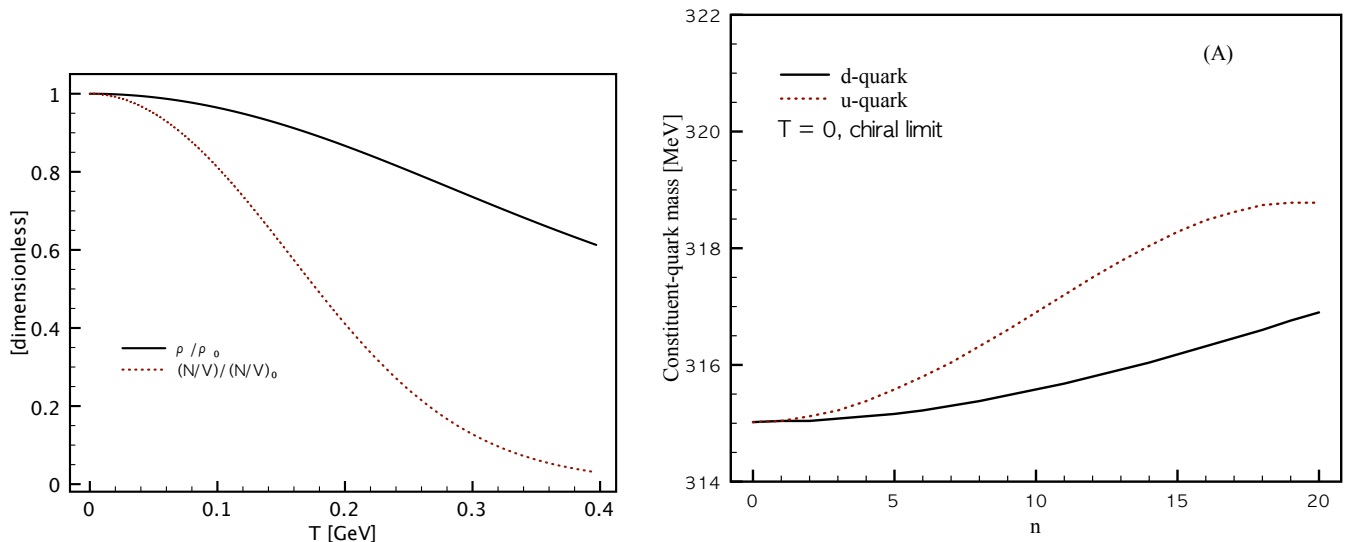 [dimensionless]
1
0.8
0.6
0.4
0.2
0
0
0.1
0.2
0.3
0.4
T [GeV]
ρ /ρ₀
(N/V)/(N/V)₀
Constituent-quark mass [MeV]
322
320
318
316
314
0
5
10
15
20
n
(A)
d-quark
u-quark
T = 0, chiral limit